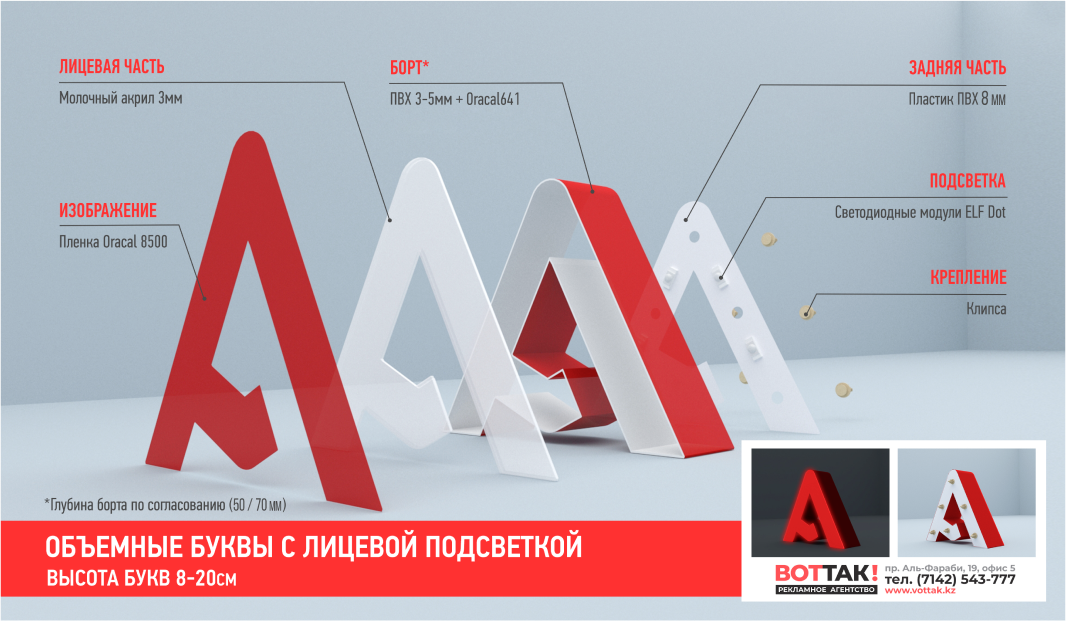 ЛИЦЕВАЯ ЧАСТЬ
Молочный акрил 3мм
БОРТ*
ПВХ 3-5мм + Oracal641
ЗАДНЯЯ ЧАСТЬ
Пластик ПВХ 8 мм
ПОДСВЕТКА
Светодиодные модули ELF Dot
ИЗОБРАЖЕНИЕ
Пленка Oracal 8500
КРЕПЛЕНИЕ
Клипса
*Глубина борта по согласованию (50 / 70 мм)
ОБЪЕМНЫЕ БУКВЫ С ЛИЦЕВОЙ ПОДСВЕТКОЙ
ВЫСОТА БУКВ 8-20см
ВОТТАК!
РЕКЛАМНОЕ АГЕНТСТВО
пр. Аль-Фараби, 19, офис 5
тел. (7142) 543-777
www.vottak.kz